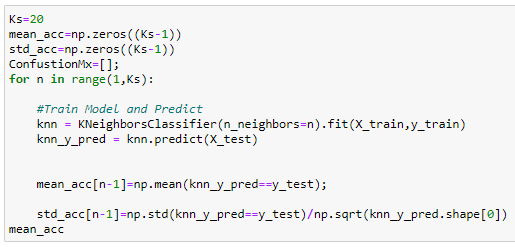 Ks=20
mean_acc=np.zeros((Ks-1))
std_acc=np.zeros((Ks-1))
ConfustionMx=[];
for n in range(1,Ks):
    #Train Model and Predict
    knn = KNeighborsClassifier(n_neighbors=n).fit(X_train,y_train)
    knn_y_pred = knn.predict(X_test)
    mean_acc[n-1]=np.mean(knn_y_pred==y_test);
    std_acc[n-1]=np.std(knn_y_pred==y_test)/np.sqrt(knn_y_pred.shape[0])
mean_acc